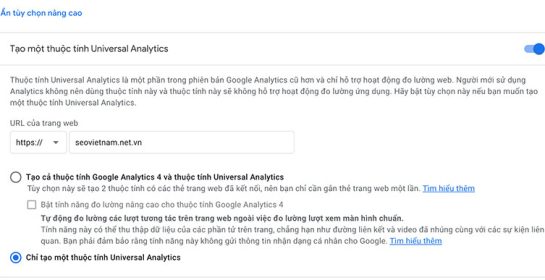 Ẩn tùy chọn nâng cao
Tạo một thuộc tính Universal Analytics
Thuộc tính Universal Analytics là một phần trong phiên bản Google Analytics cũ hơn và chỉ hỗ trợ hoạt động đo lường web. Người mới sử dụng
Analytics không nên dùng thuộc tính này và thuộc tính này sẽ không hỗ trợ hoạt động đo lường ứng dụng. Hãy bật tùy chọn này nếu bạn muốn tạo
một thuộc tính Universal Analytics.
URL của trang web
https:// seovietnam.net.vn
Tạo cả thuộc tính Google Analytics 4 và thuộc tính Universal Analytics
Tùy chọn này sẽ tạo 2 thuộc tính có các thẻ trang web đã kết nối, nên bạn chỉ cần gắn thẻ trang web một lần. Tìm hiểu thêm
Bật tính năng đo lường nâng cao cho thuộc tính Google Analytics 4
Tự động đo lường các lượt tương tác trên trang web ngoài việc đo lường lượt xem màn hình chuẩn.
Tính năng này có thể thu thập dữ liệu của các phần tử trên trang, chẳng hạn như đường liên kết và video đã nhúng cùng với các sự kiện liên
quan. Bạn phải đảm bảo rằng tính năng này không gửi thông tin nhận dạng cá nhân cho Google. Tìm hiểu thêm
Chỉ tạo một thuộc tính Universal Analytics